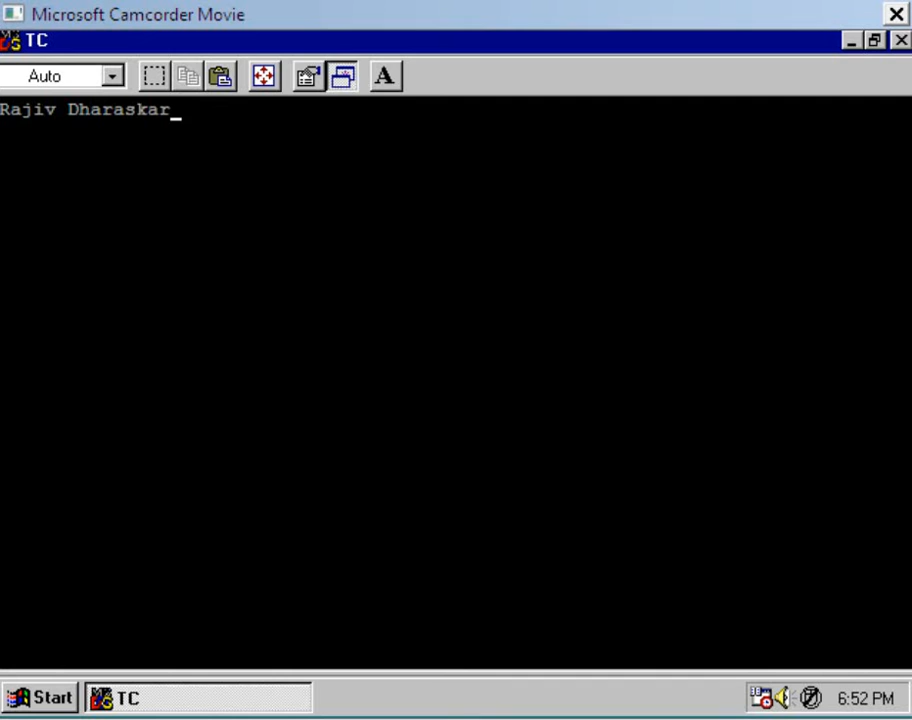 Microsoft Camcorder Movie
TC
Auto
A
Rajiv Dharaskar_
Start
TC
6:52 PM